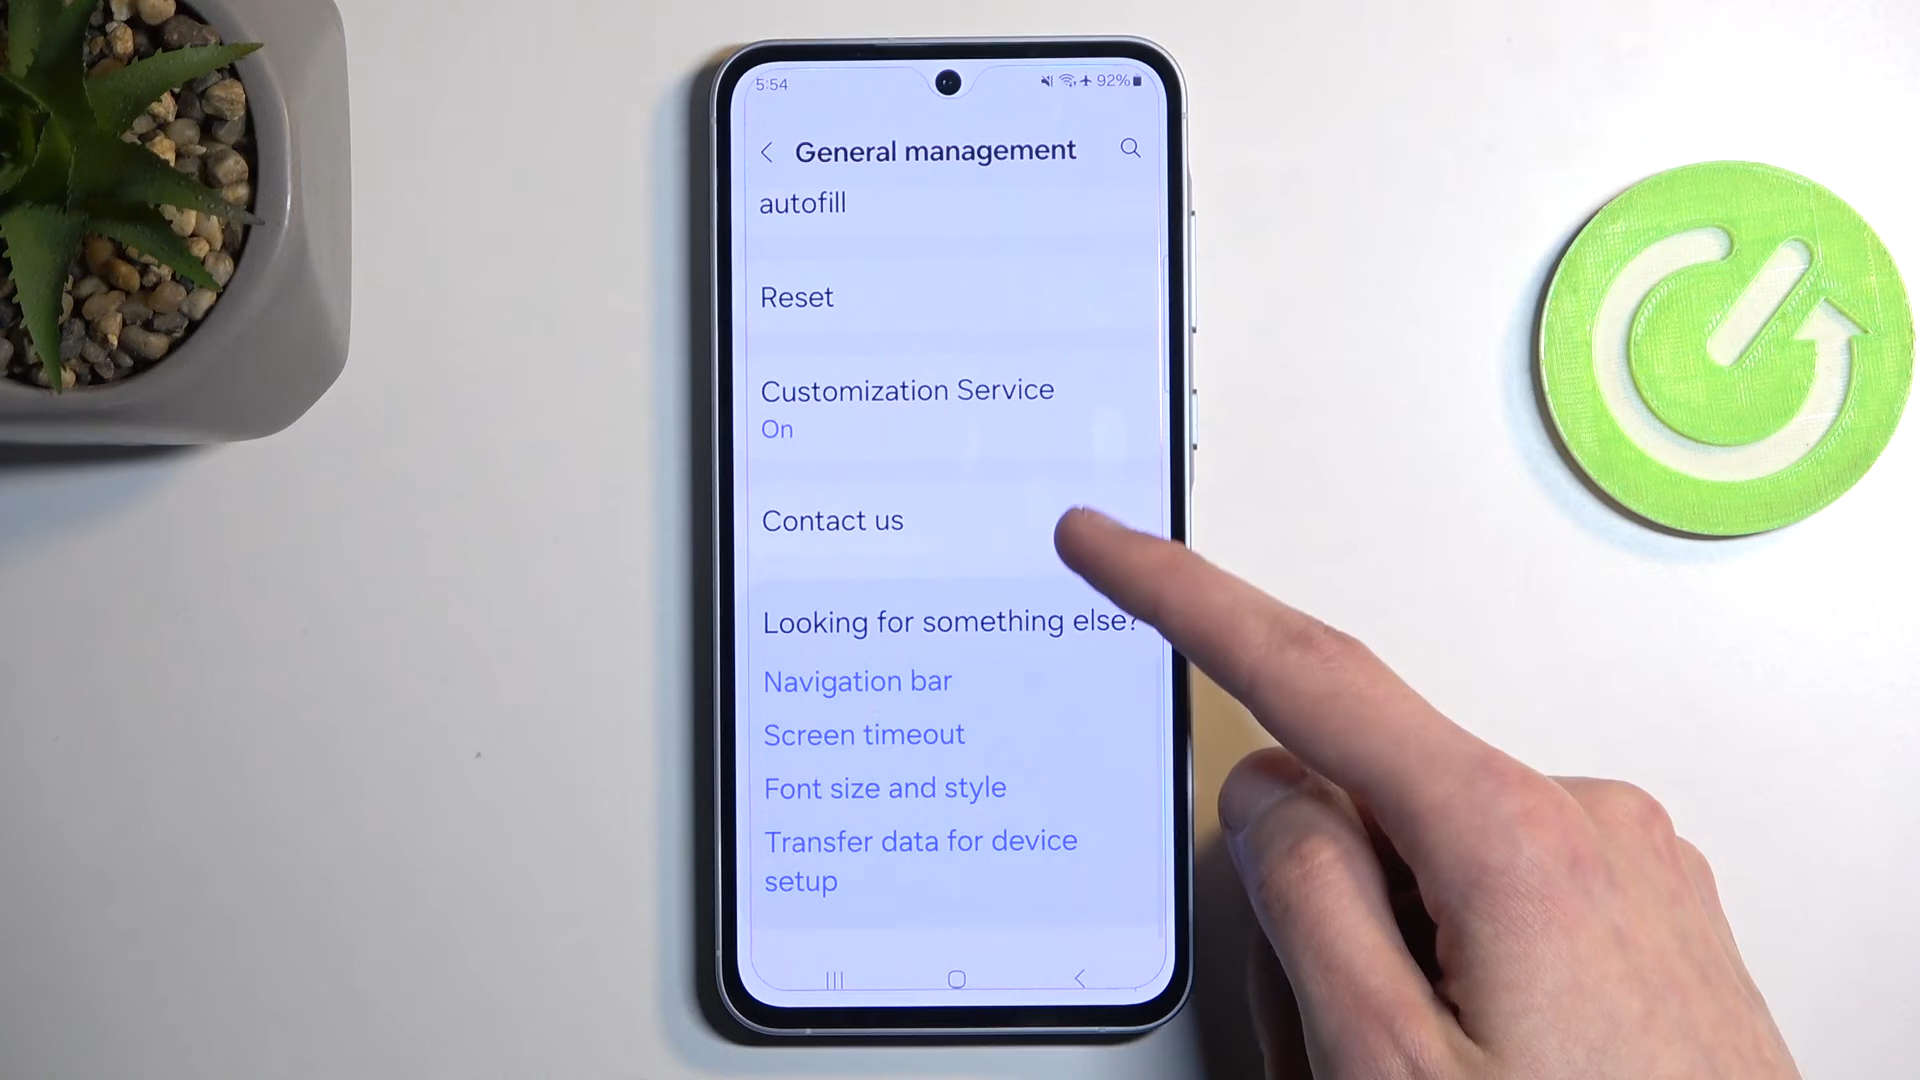 5:54
92%
General management
autofill
Reset
Customization Service
On
Contact us
Looking for something else?
Navigation bar
Screen timeout
Font size and style
Transfer data for device
setup